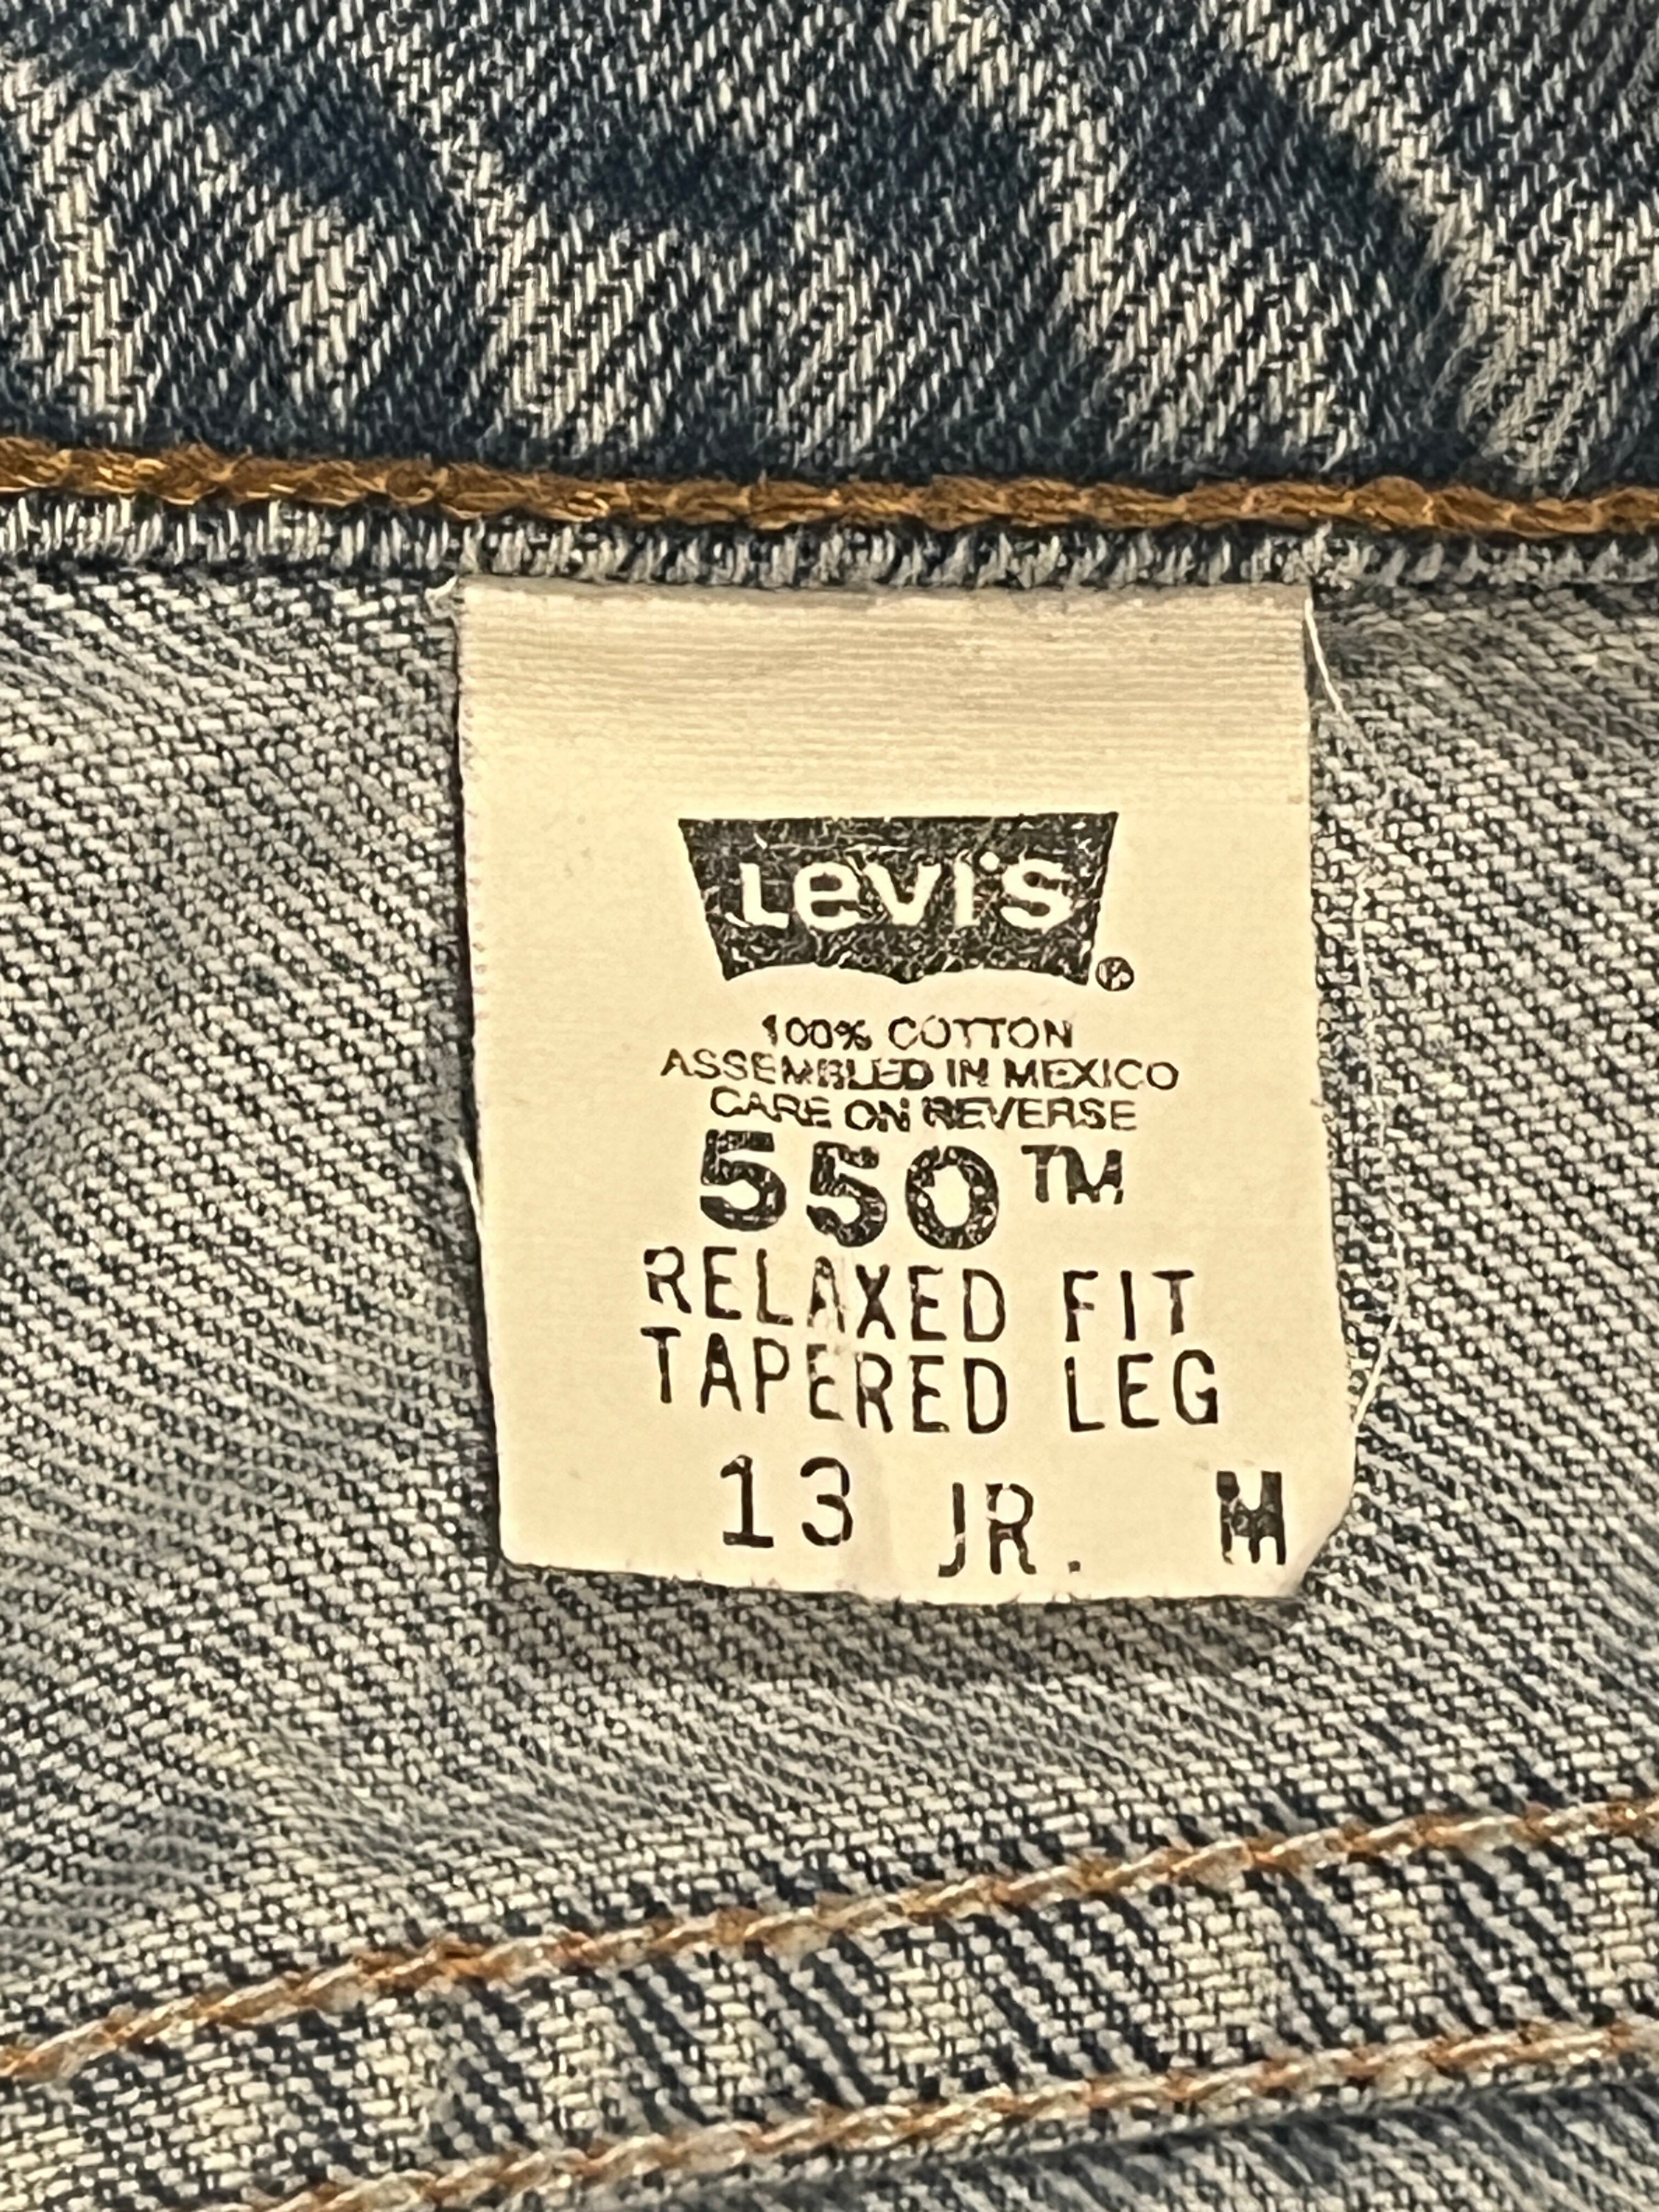 Levi's
®
100% COTTON
ASSEMBLED IN MEXICO
CARE ON REVERSE
550™
RELAXED FIT
TAPERED LEG
13 JR. M